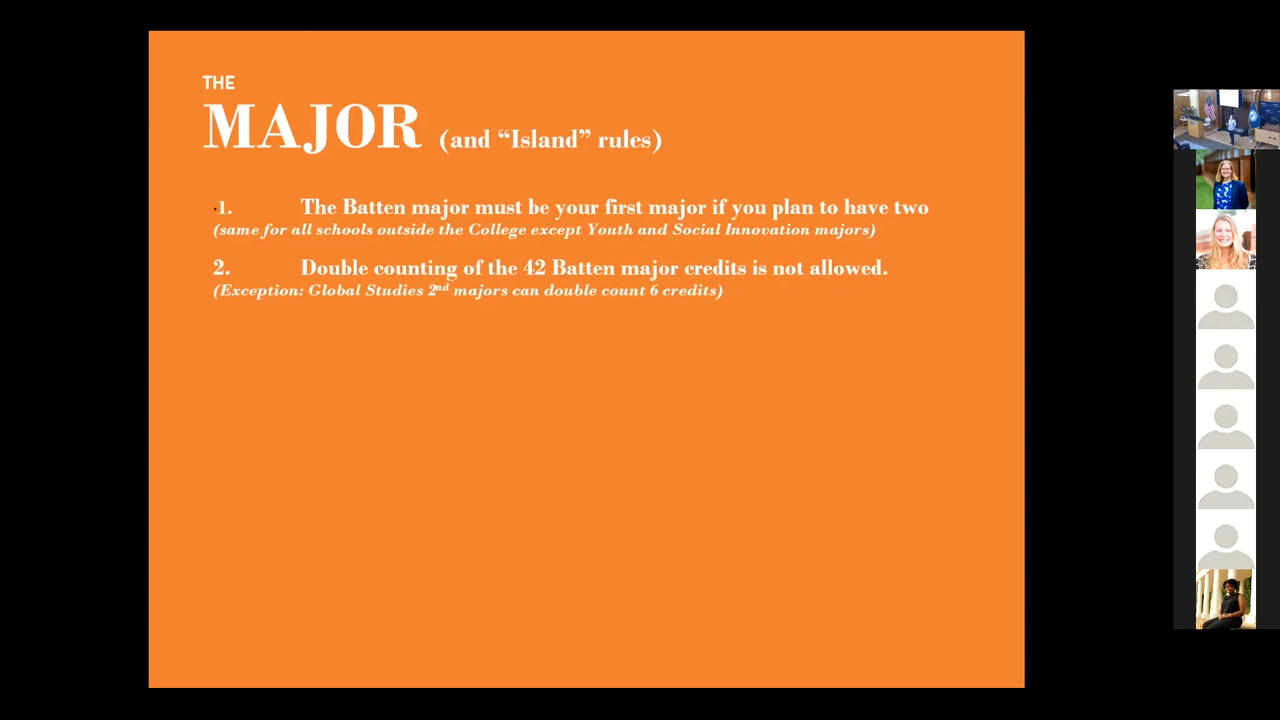 THE
MAJOR (and “Island” rules)
1. The Batten major must be your first major if you plan to have two
(same for all schools outside the College except Youth and Social Innovation majors)
2. Double counting of the 42 Batten major credits is not allowed.
(Exception: Global Studies 2nd majors can double count 6 credits)